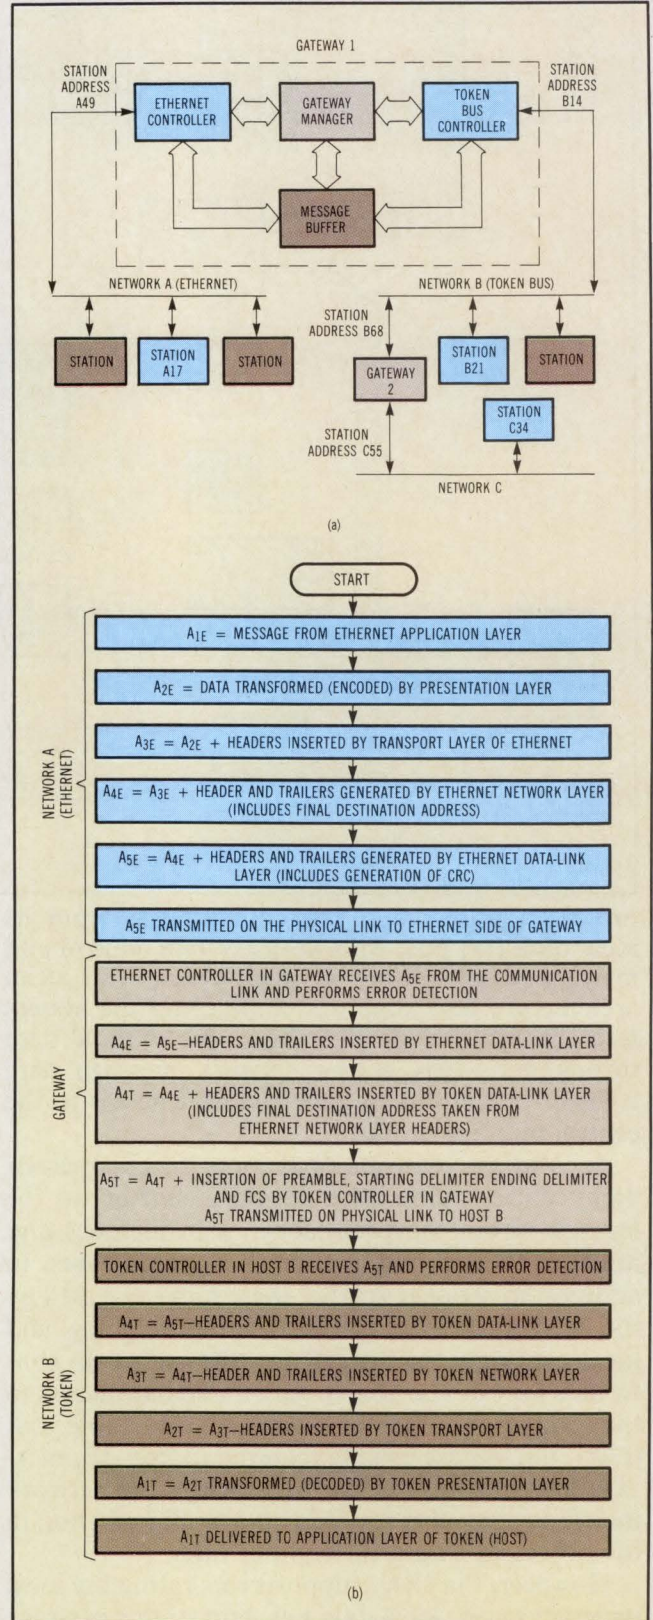 GATEWAY 1
STATION
ADDRESS
A49
ETHERNET
CONTROLLER
GATEWAY
MANAGER
TOKEN
BUS
CONTROLLER
STATION
ADDRESS
B14
MESSAGE
BUFFER
NETWORK A (ETHERNET)
NETWORK B (TOKEN BUS)
STATION
STATION
A17
STATION
STATION
ADDRESS B68
GATEWAY
2
STATION
B21
STATION
STATION
ADDRESS C55
STATION
C34
NETWORK C
(a)
START
NETWORK A
(ETHERNET)
A1E = MESSAGE FROM ETHERNET APPLICATION LAYER
A2E = DATA TRANSFORMED (ENCODED) BY PRESENTATION LAYER
A3E = A2E + HEADERS INSERTED BY TRANSPORT LAYER OF ETHERNET
A4E = A3E + HEADER AND TRAILERS GENERATED BY ETHERNET NETWORK LAYER
(INCLUDES FINAL DESTINATION ADDRESS)
A5E = A4E + HEADERS AND TRAILERS GENERATED BY ETHERNET DATA-LINK
LAYER (INCLUDES GENERATION OF CRC)
A5E TRANSMITTED ON THE PHYSICAL LINK TO ETHERNET SIDE OF GATEWAY
GATEWAY
ETHERNET CONTROLLER IN GATEWAY RECEIVES A5E FROM THE COMMUNICATION
LINK AND PERFORMS ERROR DETECTION
A4E = A5E—HEADERS AND TRAILERS INSERTED BY ETHERNET DATA-LINK LAYER
A4T = A4E + HEADERS AND TRAILERS INSERTED BY TOKEN DATA-LINK LAYER
(INCLUDES FINAL DESTINATION ADDRESS TAKEN FROM
ETHERNET NETWORK LAYER HEADERS)
A5T = A4T + INSERTION OF PREAMBLE, STARTING DELIMITER ENDING DELIMITER
AND FCS BY TOKEN CONTROLLER IN GATEWAY
A5T TRANSMITTED ON PHYSICAL LINK TO HOST B
NETWORK B
(TOKEN)
TOKEN CONTROLLER IN HOST B RECEIVES A5T AND PERFORMS ERROR DETECTION
A4T = A5T—HEADERS AND TRAILERS INSERTED BY TOKEN DATA-LINK LAYER
A3T = A4T—HEADER AND TRAILERS INSERTED BY TOKEN NETWORK LAYER
A2T = A3T—HEADERS INSERTED BY TOKEN TRANSPORT LAYER
A1T = A2T TRANSFORMED (DECODED) BY TOKEN PRESENTATION LAYER
A1T DELIVERED TO APPLICATION LAYER OF TOKEN (HOST)
(b)